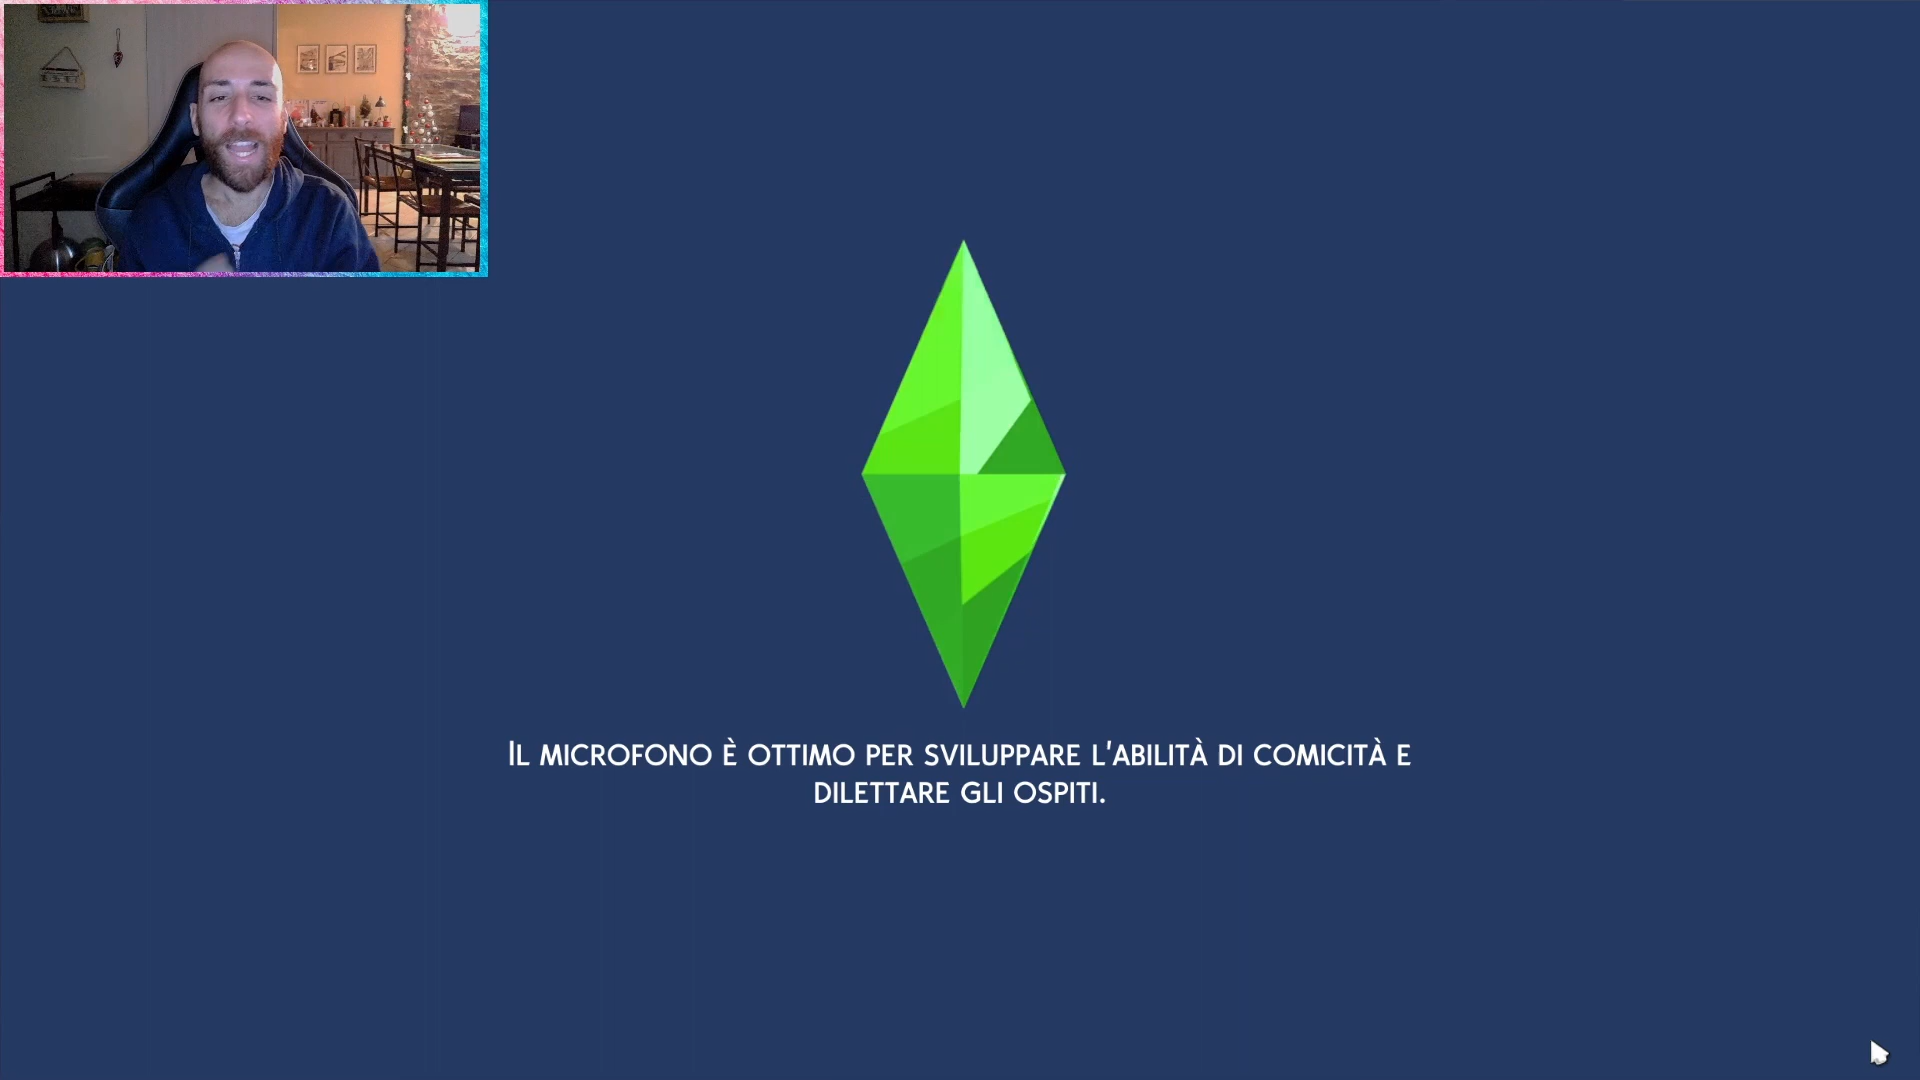 Il microfono è ottimo per sviluppare l'abilità di comicità e
dilettare gli ospiti.